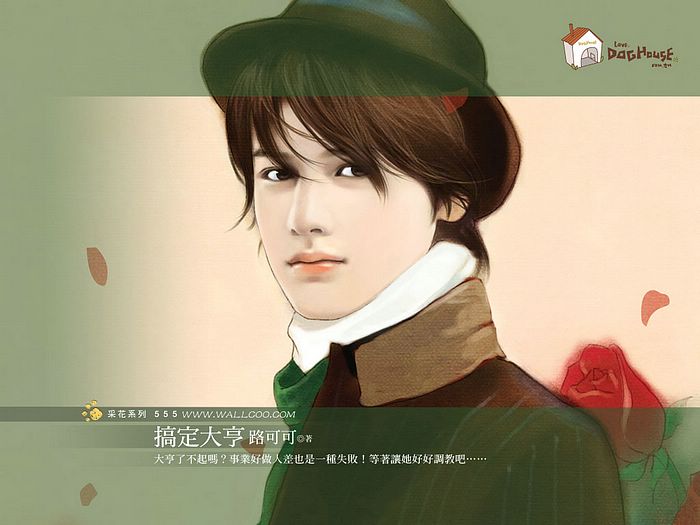 Love
DOGHOUSE
com.tw
采花系列 555 WWW.WALLCOO.COM
搞定大亨 路可可◎著
大亨了不起嗎？事業好做人差也是一種失敗！等著讓她好好調教吧……